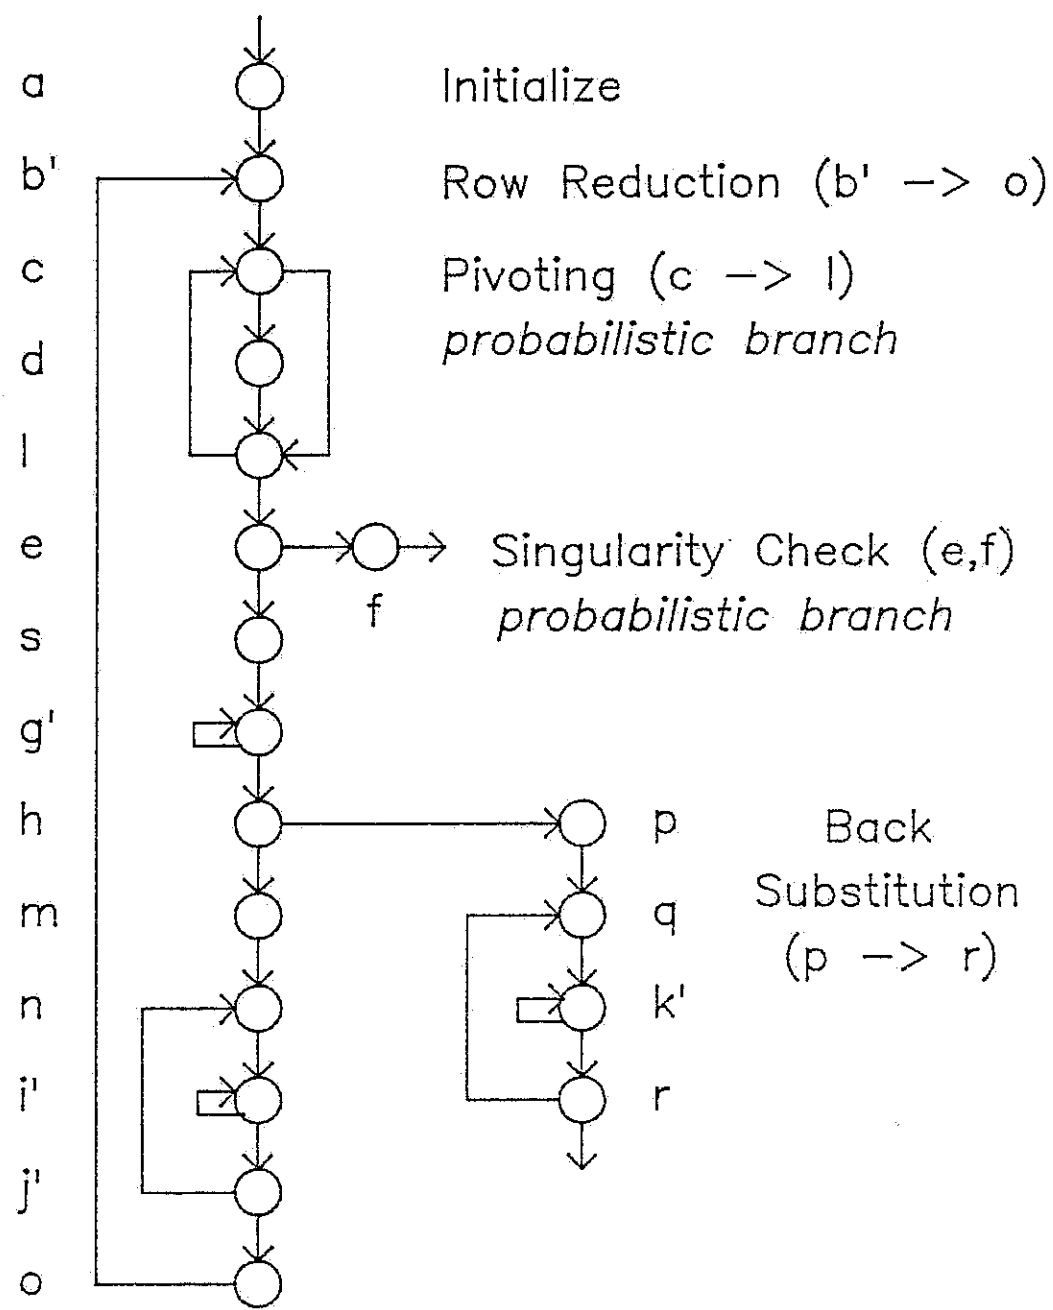 a Initialize
b' Row Reduction (b' -> o)
c Pivoting (c -> l)
probabilistic branch
d
l
e Singularity Check (e,f)
f probabilistic branch
s
g'
h p Back
Substitution
m q
(p -> r)
n k'
i' r
j'
o